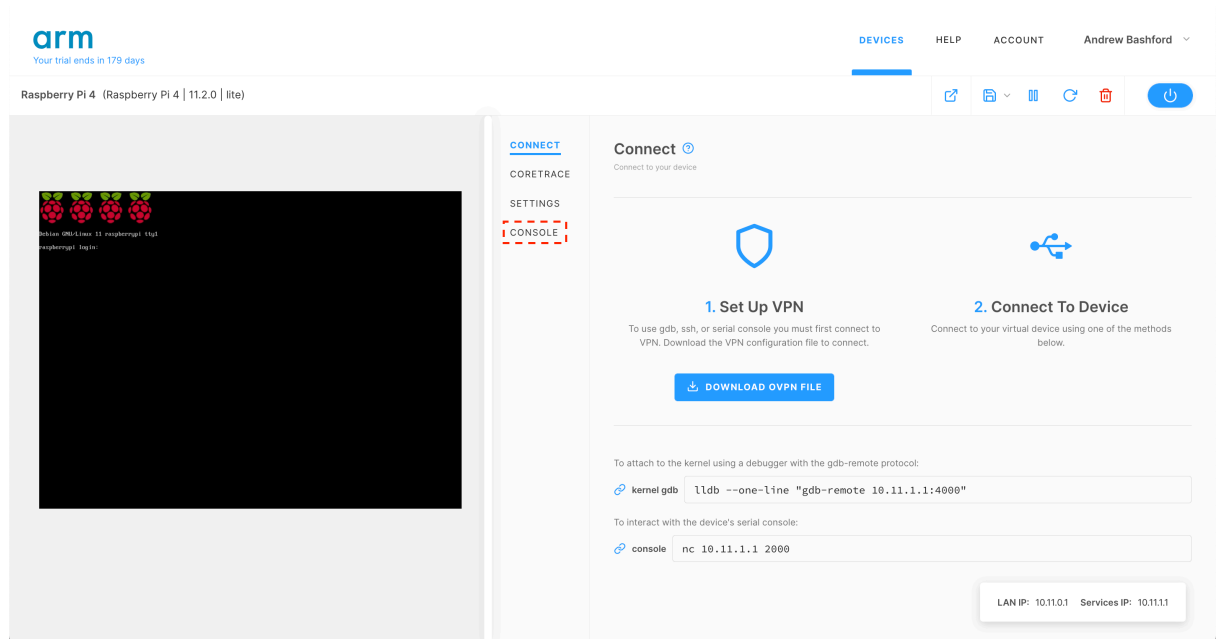 arm
Your trial ends in 179 days
DEVICES
HELP
ACCOUNT
Andrew Bashford
Raspberry Pi 4 (Raspberry Pi 4 | 11.2.0 | lite)
Debian GNU/Linux 11 raspberrypi tty1
raspberrypi login:
CONNECT
CORETRACE
SETTINGS
CONSOLE
Connect
Connect to your device
1. Set Up VPN
To use gdb, ssh, or serial console you must first connect to
VPN. Download the VPN configuration file to connect.
DOWNLOAD OVPN FILE
2. Connect To Device
Connect to your virtual device using one of the methods
below.
To attach to the kernel using a debugger with the gdb-remote protocol:
kernel gdb
lldb --one-line "gdb-remote 10.11.1.1:4000"
To interact with the device's serial console:
console
nc 10.11.1.1 2000
LAN IP: 10.11.0.1 Services IP: 10.11.1.1